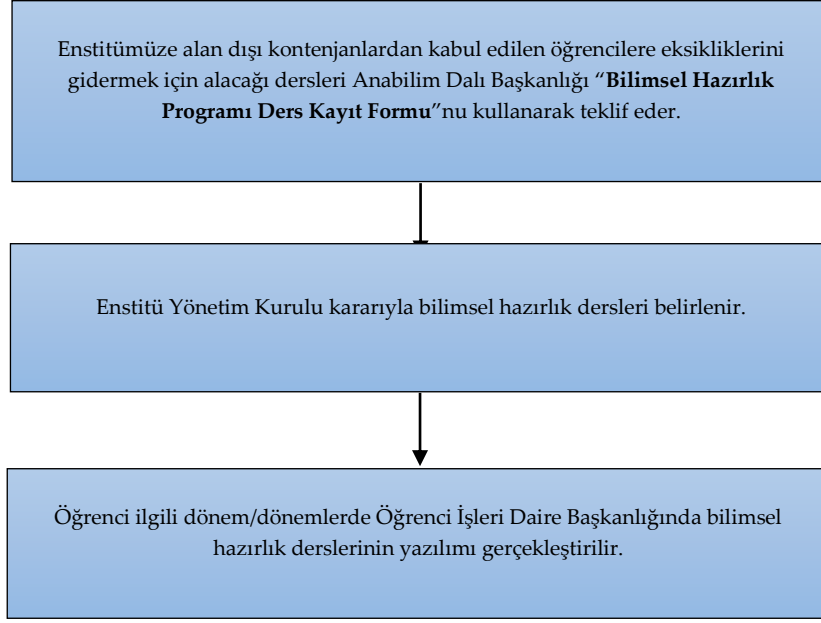 Enstitümüze alan dışı kontenjanlardan kabul edilen öğrencilere eksikliklerini
gidermek için alacağı dersleri Anabilim Dalı Başkanlığı “Bilimsel Hazırlık
Programı Ders Kayıt Formu”nu kullanarak teklif eder.
Enstitü Yönetim Kurulu kararıyla bilimsel hazırlık dersleri belirlenir.
Öğrenci ilgili dönem/dönemlerde Öğrenci İşleri Daire Başkanlığında bilimsel
hazırlık derslerinin yazılımı gerçekleştirilir.